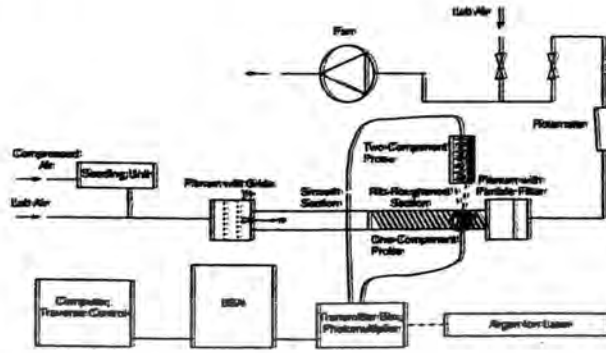 Lab Air
Fan
Rotameter
Two-Component
Probe
Compressed
Air
Seeding Unit
Plenum with Grids
Smooth
Section
Rib-Roughened
Section
Plenum with
Particle Filter
Lab Air
One-Component
Probe
Computer,
Traverse Control
BSA
Transmitter Box,
Photomultiplier
Argon Ion Laser